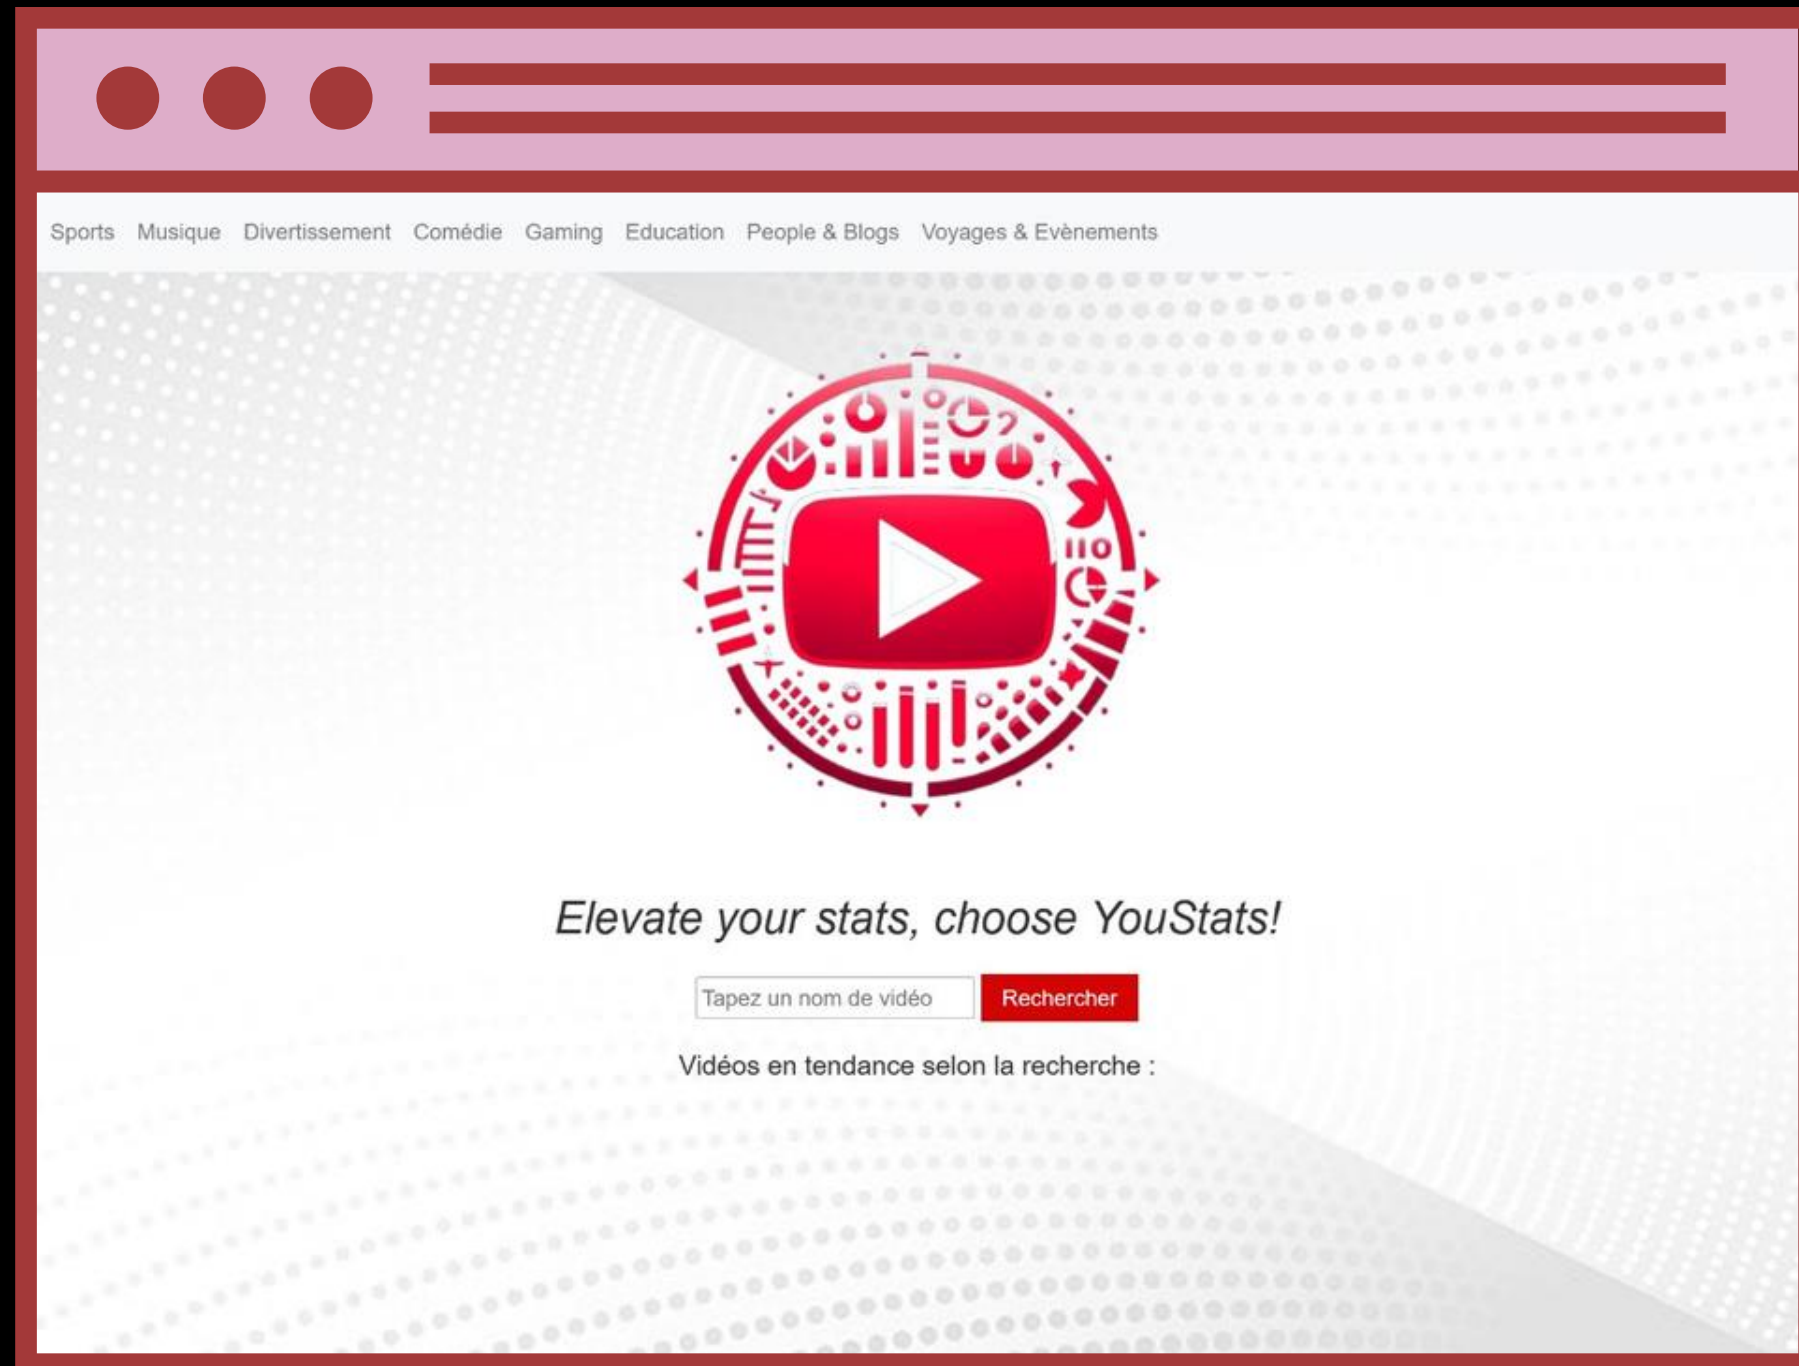 Sports Musique Divertissement Comédie Gaming Education People & Blogs Voyages & Evènements
Elevate your stats, choose YouStats!
Tapez un nom de vidéo Rechercher
Vidéos en tendance selon la recherche :